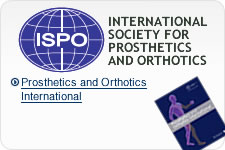 ISPO
INTERNATIONAL
SOCIETY FOR
PROSTHETICS
AND ORTHOTICS
Prosthetics and Orthotics
International